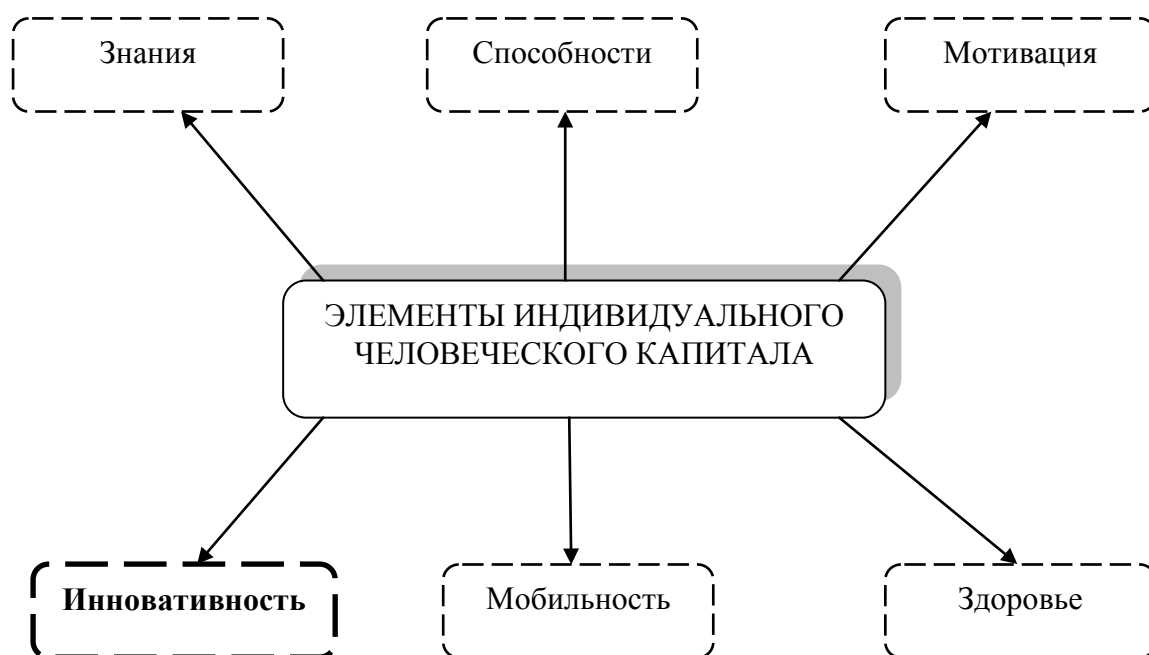 Знания
Способности
Мотивация
ЭЛЕМЕНТЫ ИНДИВИДУАЛЬНОГО
ЧЕЛОВЕЧЕСКОГО КАПИТАЛА
Инновативность
Мобильность
Здоровье